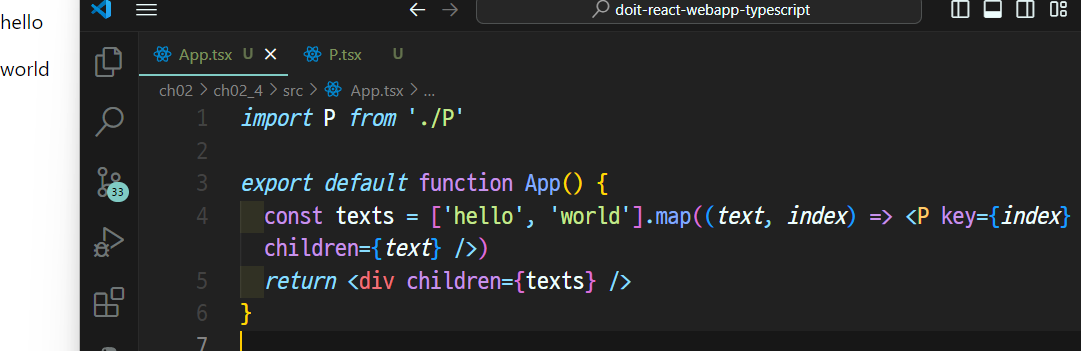 hello
world
doit-react-webapp-typescript
App.tsx U P.tsx U
ch02 > ch02_4 > src > App.tsx > ...
33
1 import P from './P'
2
3 export default function App() {
4 const texts = ['hello', 'world'].map((text, index) => <P key={index}
children={text} />)
5 return <div children={texts} />
6 }
7